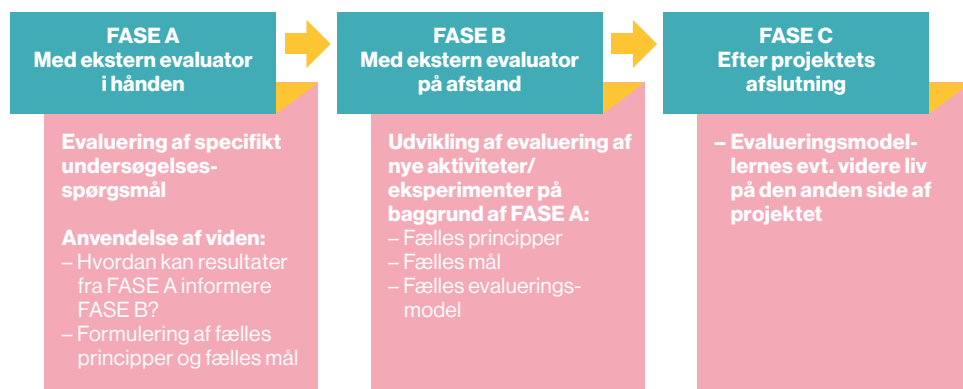 FASE A
Med ekstern evaluator
i hånden
Evaluering af specifikt
undersøgelses-
spørgsmål
Anvendelse af viden:
– Hvordan kan resultater
fra FASE A informere
FASE B?
– Formulering af fælles
principper og fælles mål
FASE B
Med ekstern evaluator
på afstand
Udvikling af evaluering af
nye aktiviteter/
eksperimenter på
baggrund af FASE A:
– Fælles principper
– Fælles mål
– Fælles evaluerings-
model
FASE C
Efter projektets
afslutning
– Evalueringsmodel-
lernes evt. videre liv
på den anden side af
projektet